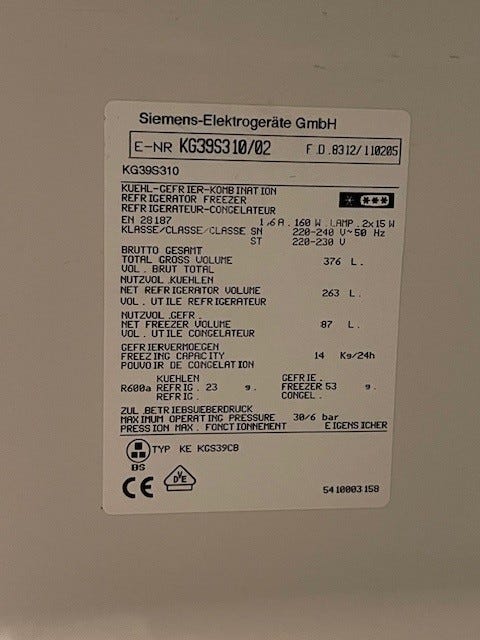 Siemens-Elektrogeräte GmbH
E-NR KG39S310/02 F.D.8312/110205
KG39S310
KUEHL-GEFRIER-KOMBINATION
REFRIGERATOR FREEZER
REFRIGERATEUR-CONGELATEUR
EN 28187 1,6A.160 W.LAMP.2x15W
KLASSE/CLASSE/CLASSE SN 220-240 V~50 Hz
ST 220-230 V
BRUTTO GESAMT
TOTAL GROSS VOLUME 376 L.
VOL. BRUT TOTAL
NUTZVOL.KUEHLEN
NET REFRIGERATOR VOLUME 263 L.
VOL. UTILE REFRIGERATEUR
NUTZVOL.GEFR.
NET FREEZER VOLUME 87 L.
VOL. UTILE CONGELATEUR
GEFRIERVERMOEGEN
FREEZING CAPACITY 14 Kg/24h
POUVOIR DE CONGELATION
KUEHLEN GEFRIE.
R600a REFRIG. 23 g. FREEZER 53 g.
REFRIG. CONGEL.
ZUL.BETRIEBSUEBERDRUCK
MAXIMUM OPERATING PRESSURE 30/6 bar
PRESSION MAX. FONCTIONNEMENT EIGENSICHER
TYP KE KGS39CB
BS
CE VDE
5410003158